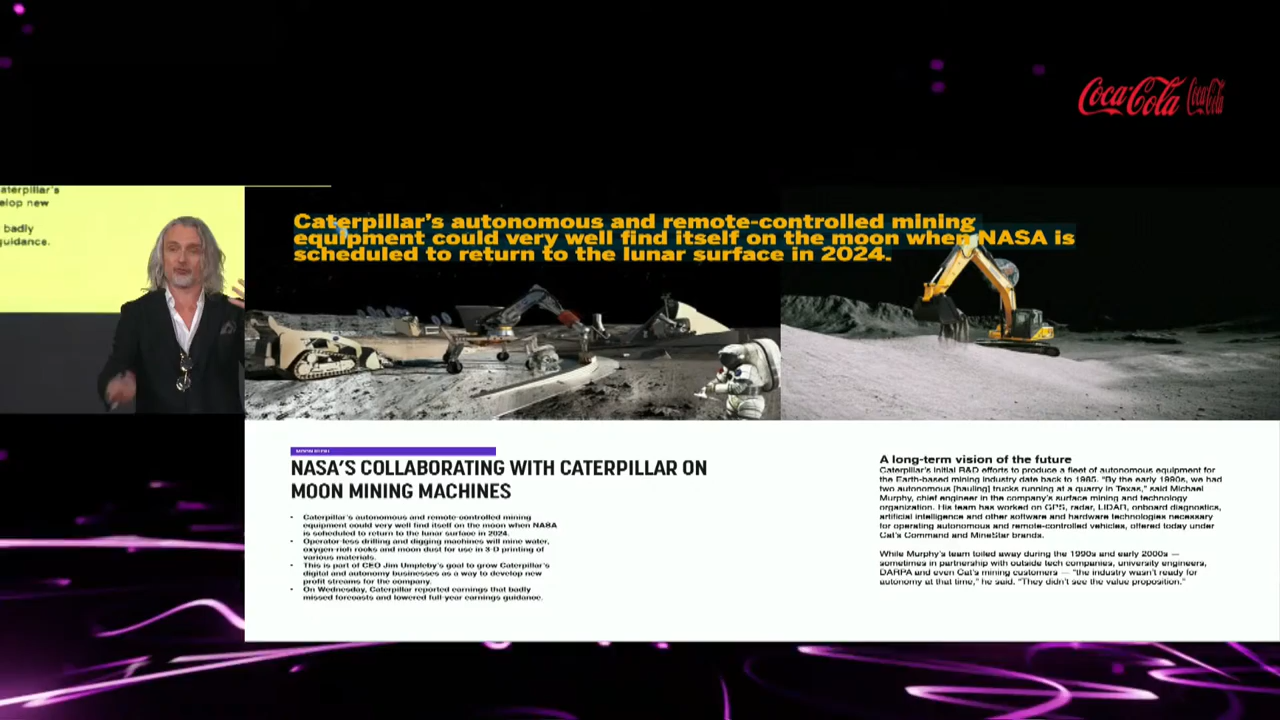 Coca-Cola Coca-Cola
aterpillar's
elop new
badly
guidance.
Caterpillar's autonomous and remote-controlled mining
equipment could very well find itself on the moon when NASA is
scheduled to return to the lunar surface in 2024.
NASA'S COLLABORATING WITH CATERPILLAR ON
MOON MINING MACHINES
• Caterpillar's autonomous and remote-controlled mining
equipment could very well find itself on the moon when NASA
is scheduled to return to the lunar surface in 2024.
• Operator-less drilling and digging machines will mine water,
oxygen-rich rocks and moon dust for use in 3-D printing of
various materials.
• This is part of CEO Jim Umpleby's goal to grow Caterpillar's
digital and autonomy businesses as a way to develop new
profit streams for the company.
• On Wednesday, Caterpillar reported earnings that badly
missed forecasts and lowered full-year earnings guidance.
A long-term vision of the future
Caterpillar's initial R&D efforts to produce a fleet of autonomous equipment for
the Earth-based mining industry date back to 1985. "By the early 1990s, we had
two autonomous [hauling] trucks running at a quarry in Texas," said Michael
Murphy, chief engineer in the company's surface mining and technology
organization. His team has worked on GPS, radar, LIDAR, onboard diagnostics,
artificial intelligence and other software and hardware technologies necessary
for operating autonomous and remote-controlled vehicles, offered today under
Cat's Command and MineStar brands.
While Murphy's team toiled away during the 1990s and early 2000s —
sometimes in partnership with outside tech companies, university engineers,
DARPA and even Cat's mining customers — "the industry wasn't ready for
autonomy at that time," he said. "They didn't see the value proposition."